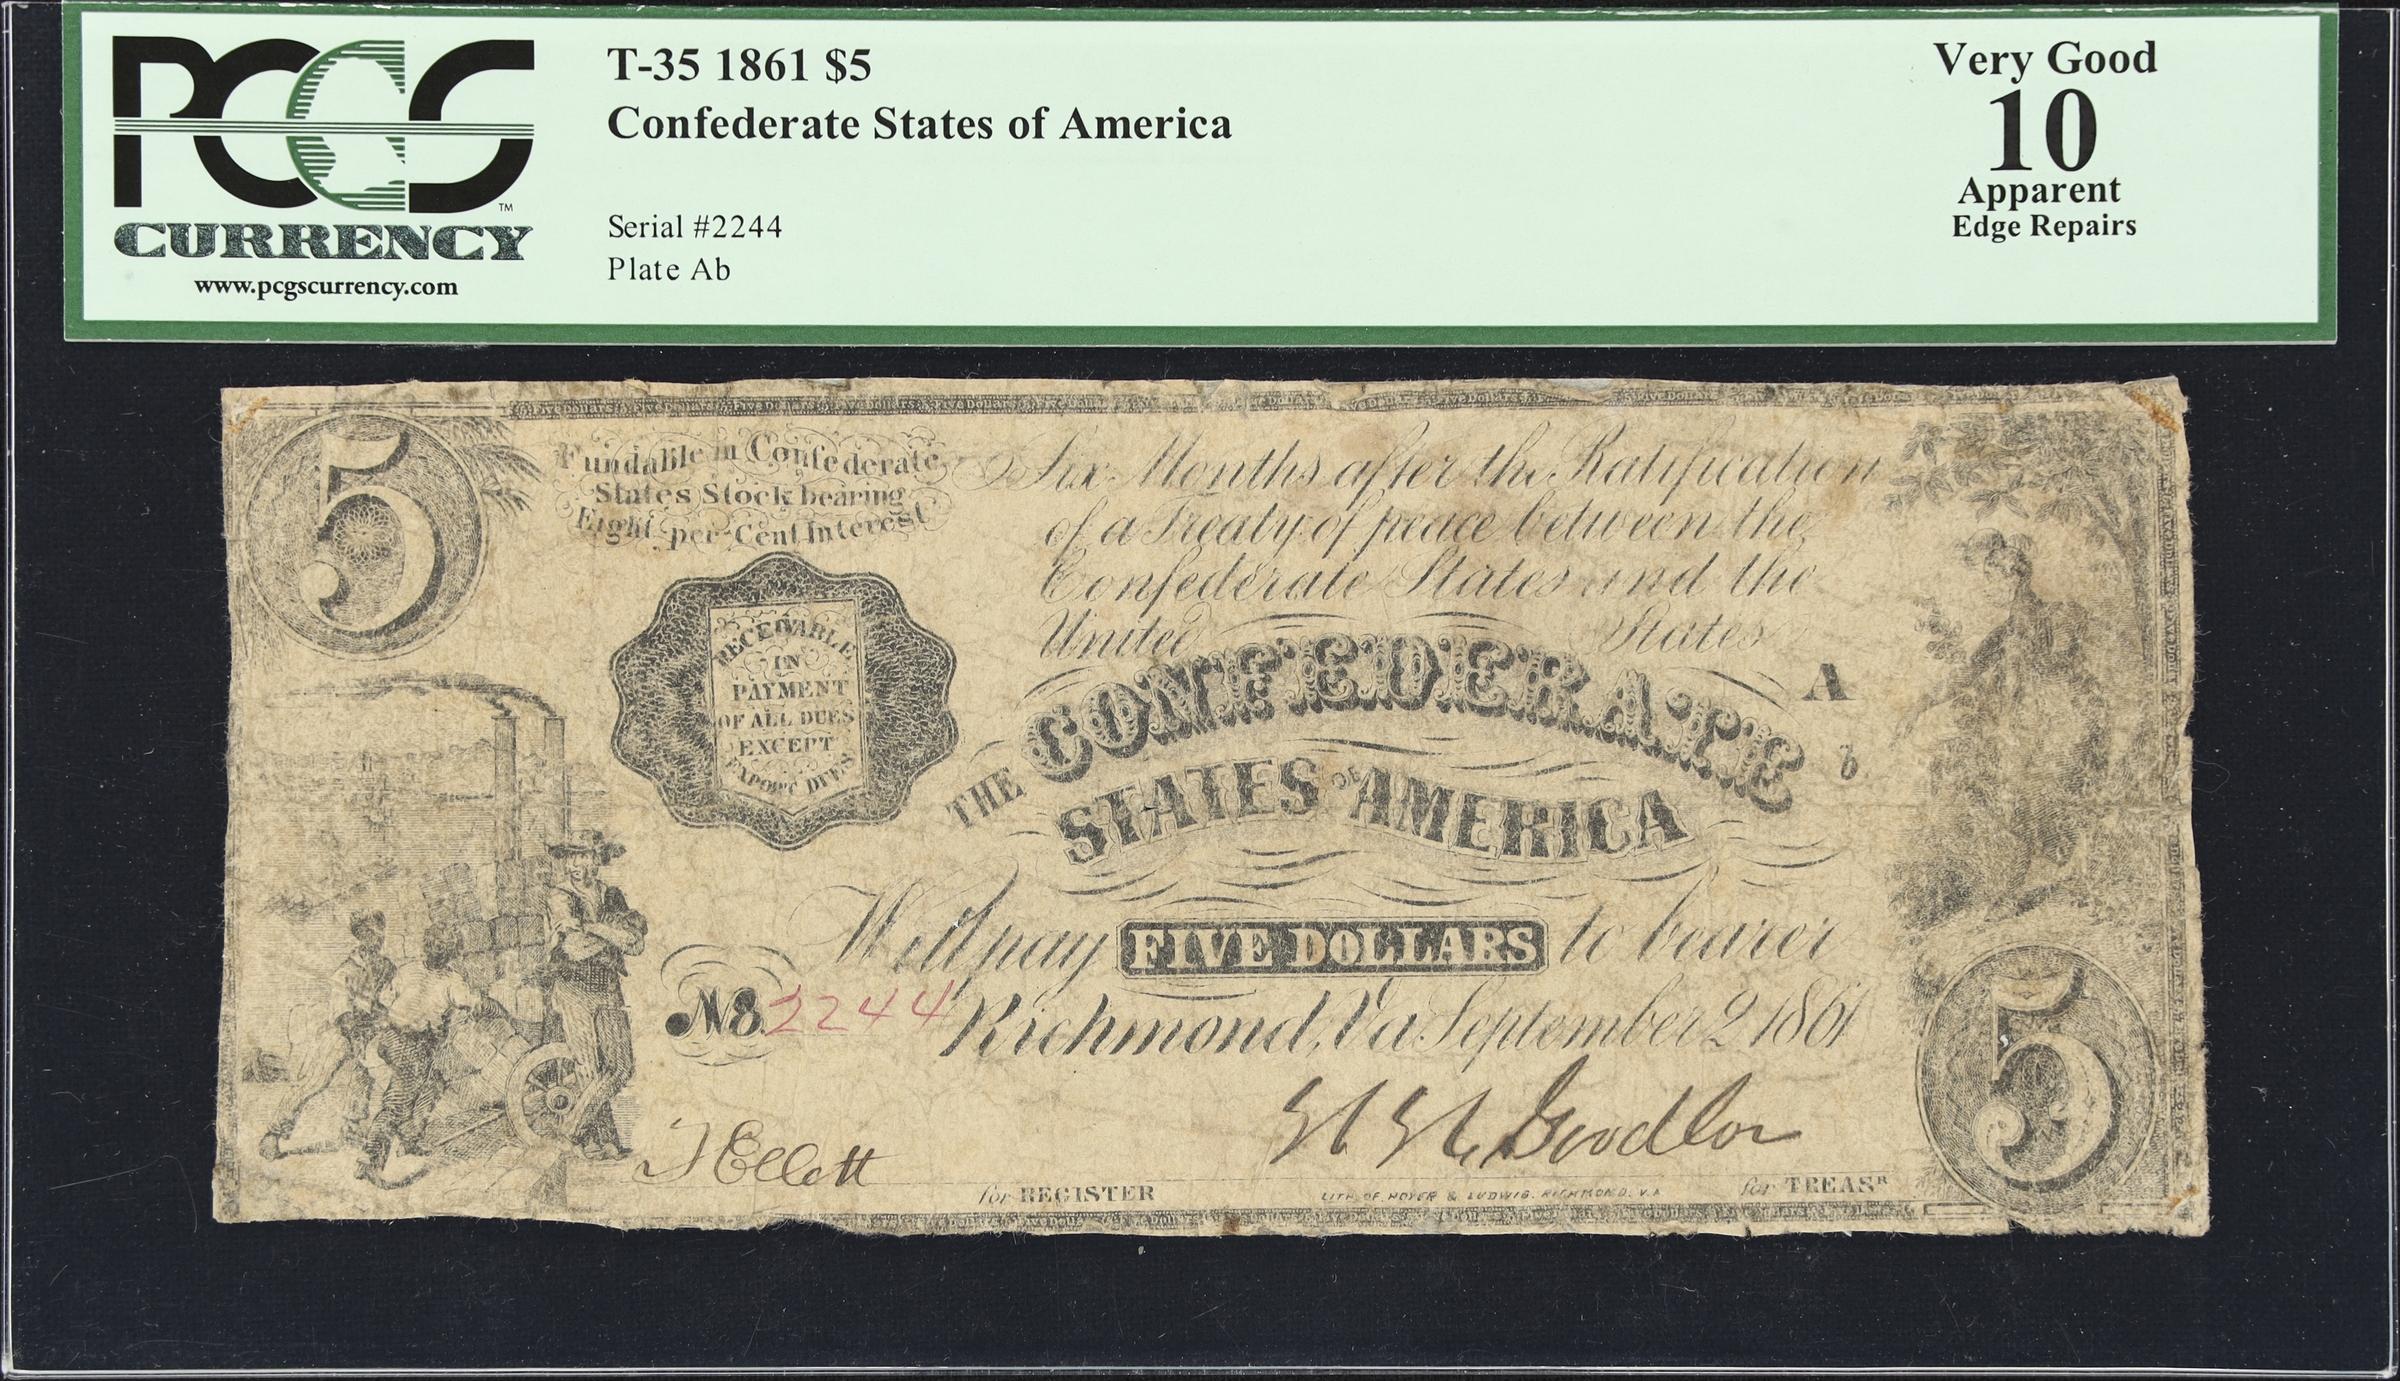 PCGS
TM
CURRENCY
www.pcgscurrency.com
T-35 1861 $5
Confederate States of America
Serial #2244
Plate Ab
Very Good
10
Apparent
Edge Repairs
5
Fundable in Confederate
States Stock bearing
Eight per Cent Interest
Six Months after the Ratification
of a Treaty of peace between the
Confederate States and the
United States
RECEIVABLE
IN
PAYMENT
OF ALL DUES
EXCEPT
EXPORT DUES
A
b
THE CONFEDERATE
STATES OF AMERICA
Will pay FIVE DOLLARS to bearer
No. 2244 Richmond, Va September 2 1861
J Ellett
for REGISTER
LITH. OF. HOYER & LUDWIG. RICHMOND. VA
for TREASR
5